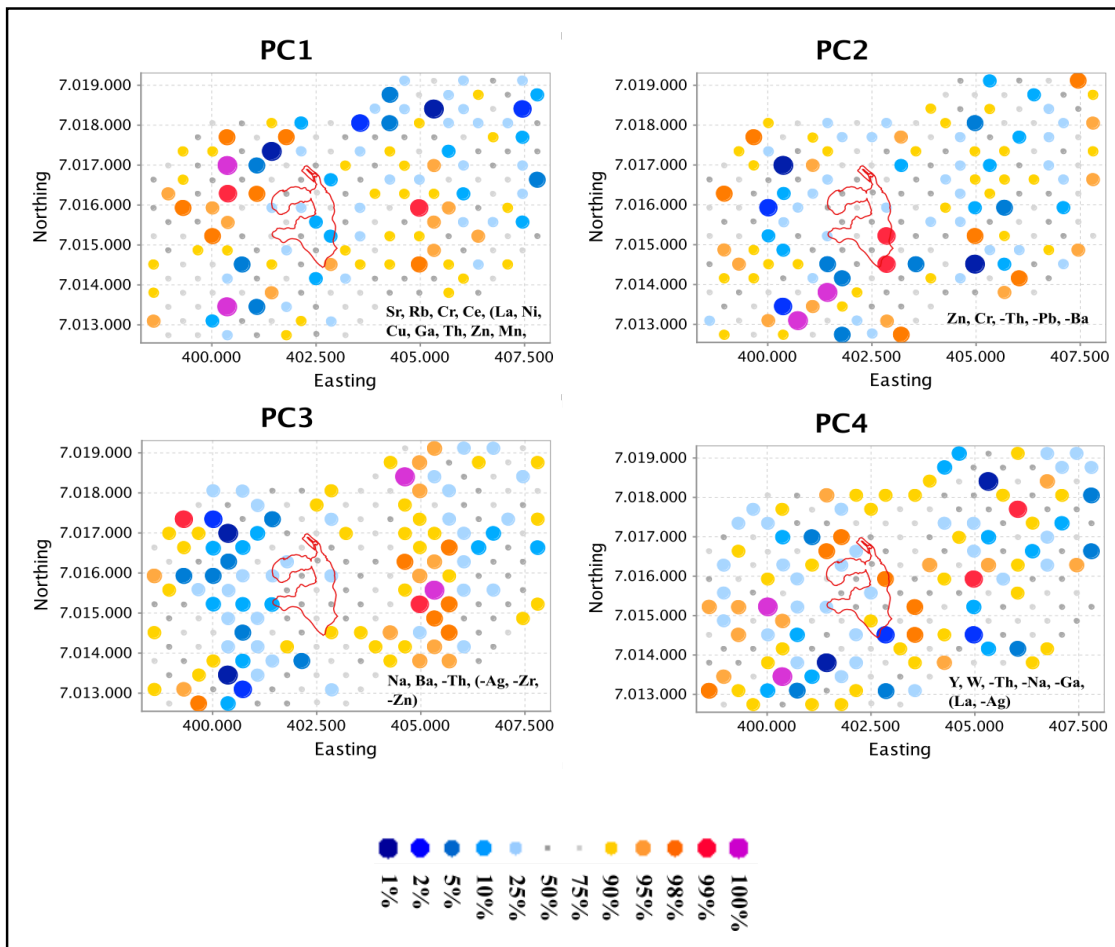 PC1
7.019.000
7.018.000
7.017.000
7.016.000
7.015.000
7.014.000
7.013.000
Northing
400.000 402.500 405.000 407.500
Easting
Sr, Rb, Cr, Ce, (La, Ni,
Cu, Ga, Th, Zn, Mn,
PC2
7.019.000
7.018.000
7.017.000
7.016.000
7.015.000
7.014.000
7.013.000
Northing
400.000 402.500 405.000 407.500
Easting
Zn, Cr, -Th, -Pb, -Ba
PC3
7.019.000
7.018.000
7.017.000
7.016.000
7.015.000
7.014.000
7.013.000
Northing
400.000 402.500 405.000 407.500
Easting
Na, Ba, -Th, (-Ag, -Zr,
-Zn)
PC4
7.019.000
7.018.000
7.017.000
7.016.000
7.015.000
7.014.000
7.013.000
Northing
400.000 402.500 405.000 407.500
Easting
Y, W, -Th, -Na, -Ga,
(La, -Ag)
1% 2% 5% 10% 25% 50% 75% 90% 95% 98% 99% 100%